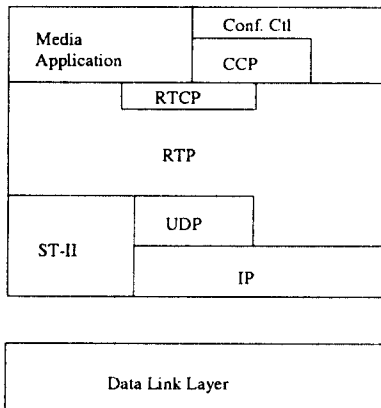 Conf. Ctl
Media
Application
CCP
RTCP
RTP
UDP
ST-II
IP
Data Link Layer